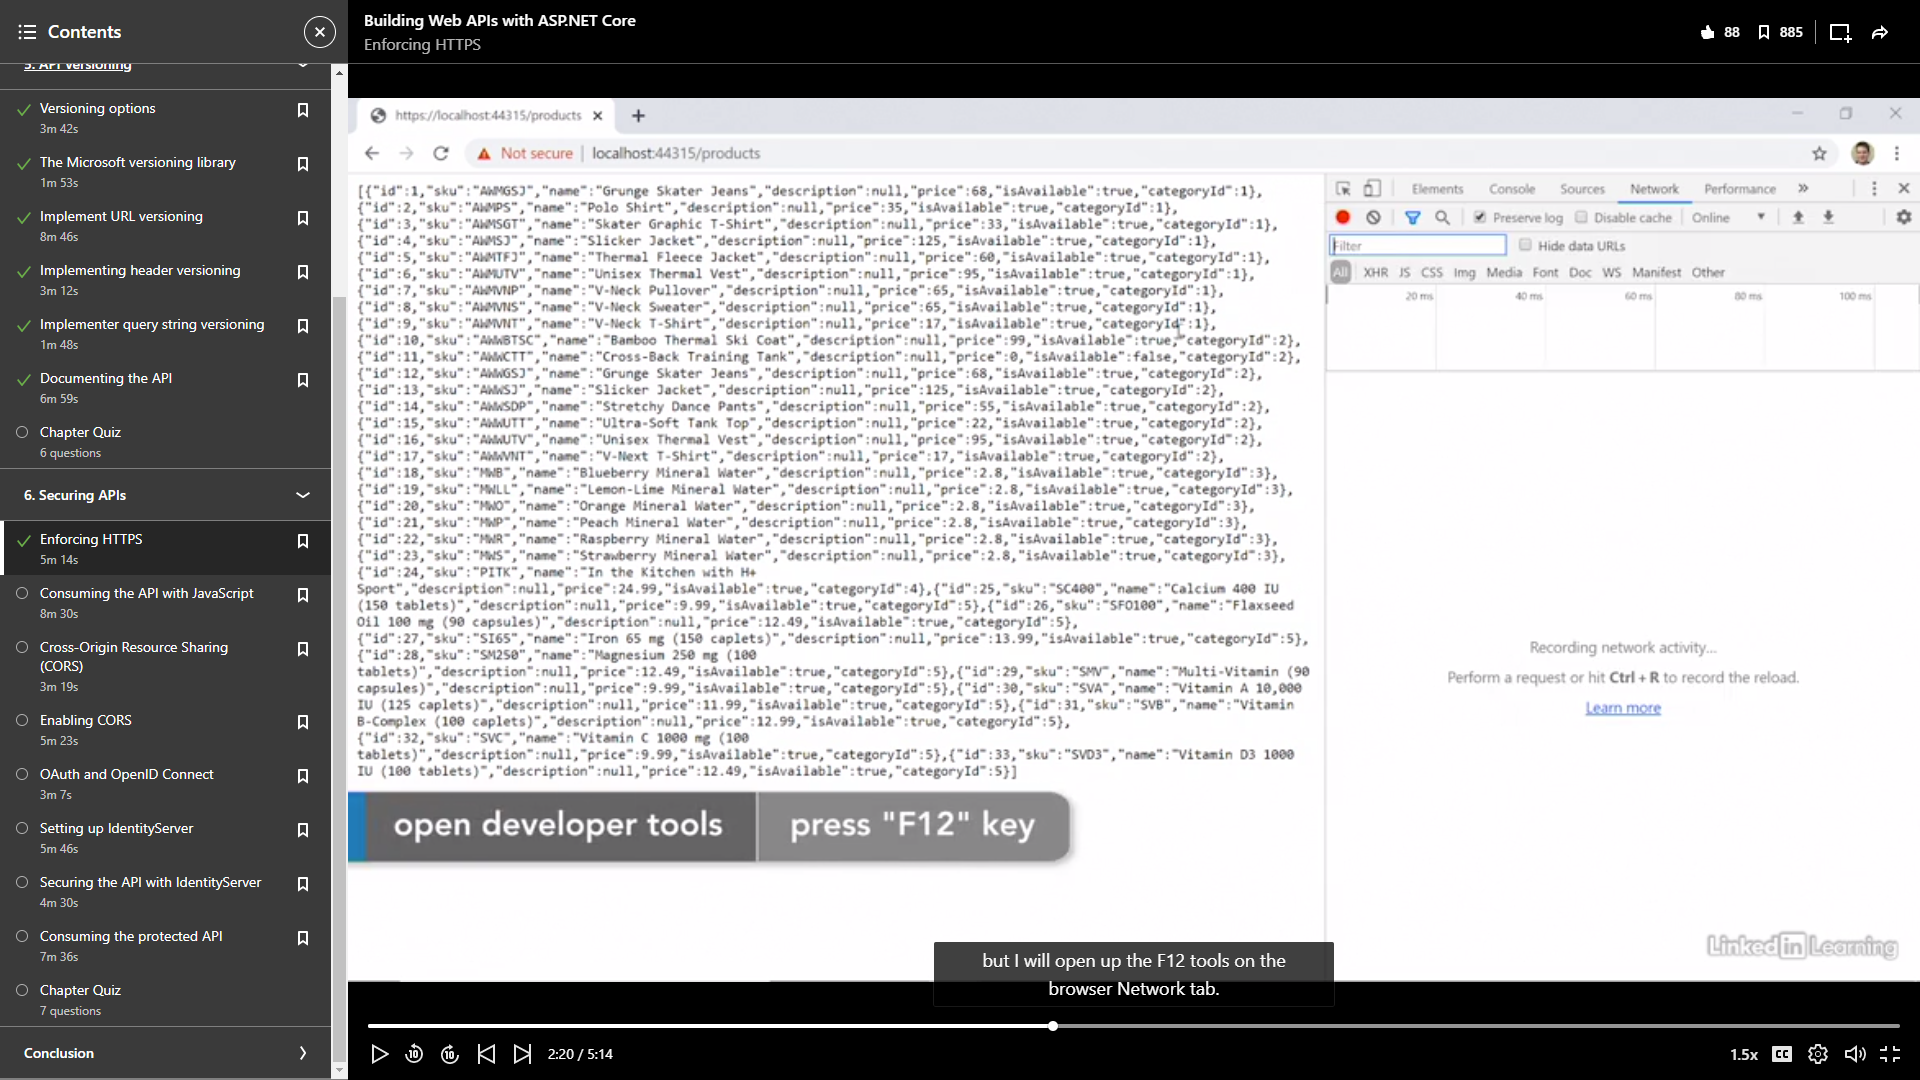 Contents
5. API Versioning
Versioning options
3m 42s
The Microsoft versioning library
1m 53s
Implement URL versioning
8m 46s
Implementing header versioning
3m 12s
Implementer query string versioning
1m 48s
Documenting the API
6m 59s
Chapter Quiz
6 questions
6. Securing APIs
Enforcing HTTPS
5m 14s
Consuming the API with JavaScript
8m 30s
Cross-Origin Resource Sharing
(CORS)
3m 19s
Enabling CORS
5m 23s
OAuth and OpenID Connect
3m 7s
Setting up IdentityServer
5m 46s
Securing the API with IdentityServer
4m 30s
Consuming the protected API
7m 36s
Chapter Quiz
7 questions
Conclusion
Building Web APIs with ASP.NET Core
Enforcing HTTPS
88 885
https://localhost:44315/products
Not secure | localhost:44315/products
[{"id":1,"sku":"AWMGSJ","name":"Grunge Skater Jeans","description":null,"price":68,"isAvailable":true,"categoryId":1},
{"id":2,"sku":"AWMPS","name":"Polo Shirt","description":null,"price":35,"isAvailable":true,"categoryId":1},
{"id":3,"sku":"AWMSGT","name":"Skater Graphic T-Shirt","description":null,"price":33,"isAvailable":true,"categoryId":1},
{"id":4,"sku":"AWMSJ","name":"Slicker Jacket","description":null,"price":125,"isAvailable":true,"categoryId":1},
{"id":5,"sku":"AWMTFJ","name":"Thermal Fleece Jacket","description":null,"price":60,"isAvailable":true,"categoryId":1},
{"id":6,"sku":"AWMUTV","name":"Unisex Thermal Vest","description":null,"price":95,"isAvailable":true,"categoryId":1},
{"id":7,"sku":"AWMVNP","name":"V-Neck Pullover","description":null,"price":65,"isAvailable":true,"categoryId":1},
{"id":8,"sku":"AWMVNS","name":"V-Neck Sweater","description":null,"price":65,"isAvailable":true,"categoryId":1},
{"id":9,"sku":"AWMVNT","name":"V-Neck T-Shirt","description":null,"price":17,"isAvailable":true,"categoryId":1},
{"id":10,"sku":"AWWBTSC","name":"Bamboo Thermal Ski Coat","description":null,"price":99,"isAvailable":true,"categoryId":2},
{"id":11,"sku":"AWWCTT","name":"Cross-Back Training Tank","description":null,"price":0,"isAvailable":false,"categoryId":2},
{"id":12,"sku":"AWWGSJ","name":"Grunge Skater Jeans","description":null,"price":68,"isAvailable":true,"categoryId":2},
{"id":13,"sku":"AWWSJ","name":"Slicker Jacket","description":null,"price":125,"isAvailable":true,"categoryId":2},
{"id":14,"sku":"AWWSDP","name":"Stretchy Dance Pants","description":null,"price":55,"isAvailable":true,"categoryId":2},
{"id":15,"sku":"AWWUTT","name":"Ultra-Soft Tank Top","description":null,"price":22,"isAvailable":true,"categoryId":2},
{"id":16,"sku":"AWWUTV","name":"Unisex Thermal Vest","description":null,"price":95,"isAvailable":true,"categoryId":2},
{"id":17,"sku":"AWWVNT","name":"V-Next T-Shirt","description":null,"price":17,"isAvailable":true,"categoryId":2},
{"id":18,"sku":"MWB","name":"Blueberry Mineral Water","description":null,"price":2.8,"isAvailable":true,"categoryId":3},
{"id":19,"sku":"MWLL","name":"Lemon-Lime Mineral Water","description":null,"price":2.8,"isAvailable":true,"categoryId":3},
{"id":20,"sku":"MWO","name":"Orange Mineral Water","description":null,"price":2.8,"isAvailable":true,"categoryId":3},
{"id":21,"sku":"MWP","name":"Peach Mineral Water","description":null,"price":2.8,"isAvailable":true,"categoryId":3},
{"id":22,"sku":"MWR","name":"Raspberry Mineral Water","description":null,"price":2.8,"isAvailable":true,"categoryId":3},
{"id":23,"sku":"MWS","name":"Strawberry Mineral Water","description":null,"price":2.8,"isAvailable":true,"categoryId":3},
{"id":24,"sku":"PITK","name":"In the Kitchen with H+
Sport","description":null,"price":24.99,"isAvailable":true,"categoryId":4},{"id":25,"sku":"SC400","name":"Calcium 400 IU
(150 tablets)","description":null,"price":9.99,"isAvailable":true,"categoryId":5},{"id":26,"sku":"SFO100","name":"Flaxseed
Oil 100 mg (90 capsules)","description":null,"price":12.49,"isAvailable":true,"categoryId":5},
{"id":27,"sku":"SI65","name":"Iron 65 mg (150 caplets)","description":null,"price":13.99,"isAvailable":true,"categoryId":5},
{"id":28,"sku":"SM250","name":"Magnesium 250 mg (100
tablets)","description":null,"price":12.49,"isAvailable":true,"categoryId":5},{"id":29,"sku":"SMV","name":"Multi-Vitamin (90
capsules)","description":null,"price":9.99,"isAvailable":true,"categoryId":5},{"id":30,"sku":"SVA","name":"Vitamin A 10,000
IU (125 caplets)","description":null,"price":11.99,"isAvailable":true,"categoryId":5},{"id":31,"sku":"SVB","name":"Vitamin
B-Complex (100 caplets)","description":null,"price":12.99,"isAvailable":true,"categoryId":5},
{"id":32,"sku":"SVC","name":"Vitamin C 1000 mg (100
tablets)","description":null,"price":9.99,"isAvailable":true,"categoryId":5},{"id":33,"sku":"SVD3","name":"Vitamin D3 1000
IU (100 tablets)","description":null,"price":12.49,"isAvailable":true,"categoryId":5}]
Elements Console Sources Network Performance »
Preserve log Disable cache Online
Filter Hide data URLs
All XHR JS CSS Img Media Font Doc WS Manifest Other
20 ms 40 ms 60 ms 80 ms 100 ms
Recording network activity...
Perform a request or hit Ctrl + R to record the reload.
Learn more
open developer tools press "F12" key
Linked in Learning
but I will open up the F12 tools on the
browser Network tab.
10 10 2:20 / 5:14 1.5x CC